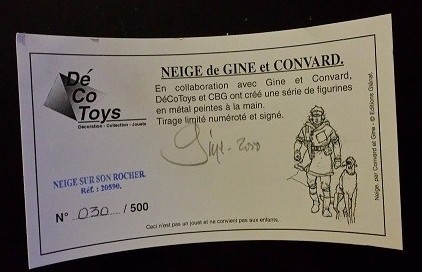 Dé
Co
Toys
Décoration - Collection - Jouets
NEIGE de GINE et CONVARD.
En collaboration avec Gine et Convard,
DéCoToys et CBG ont créé une série de figurines
en métal peintes à la main.
Tirage limité numéroté et signé.
Gine - 2000
NEIGE SUR SON ROCHER.
Réf. : 20590.
N° 030 / 500
Ceci n'est pas un jouet et ne convient pas aux enfants.
Neige, par Convard et Gine - © Editions Glénat.